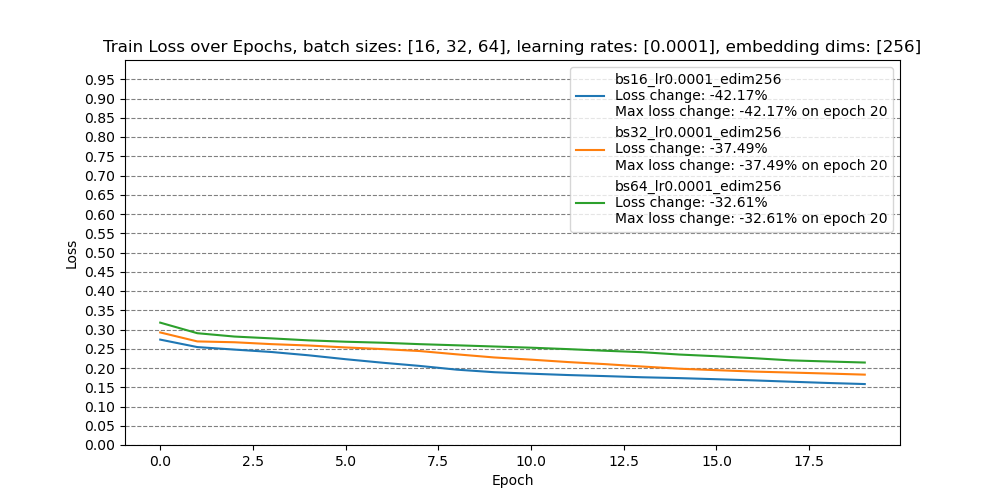 Train Loss over Epochs, batch sizes: [16, 32, 64], learning rates: [0.0001], embedding dims: [256]
bs16_lr0.0001_edim256
Loss change: -42.17%
Max loss change: -42.17% on epoch 20
bs32_lr0.0001_edim256
Loss change: -37.49%
Max loss change: -37.49% on epoch 20
bs64_lr0.0001_edim256
Loss change: -32.61%
Max loss change: -32.61% on epoch 20
Loss
0.95
0.90
0.85
0.80
0.75
0.70
0.65
0.60
0.55
0.50
0.45
0.40
0.35
0.30
0.25
0.20
0.15
0.10
0.05
0.00
0.0 2.5 5.0 7.5 10.0 12.5 15.0 17.5
Epoch